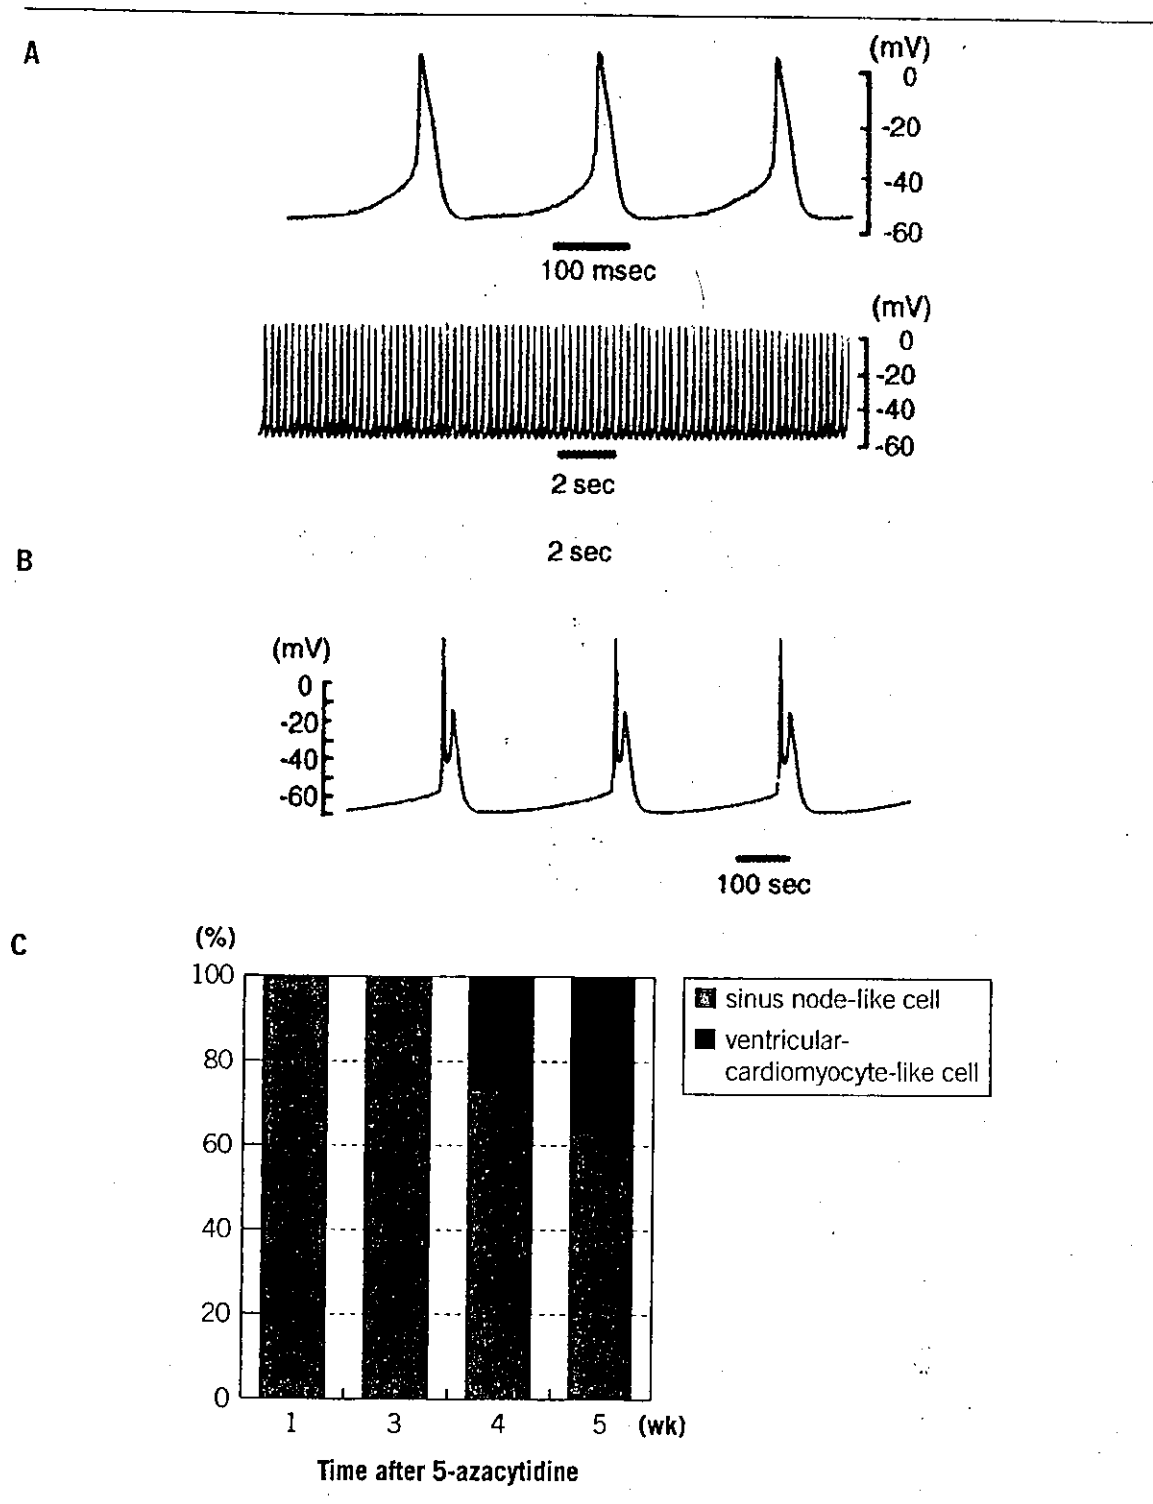 A
(mV)
0
-20
-40
-60
100 msec
(mV)
0
-20
-40
-60
2 sec
2 sec
B
(mV)
0
-20
-40
-60
100 sec
C
(%)
100
80
60
40
20
0
1 3 4 5 (wk)
Time after 5-azacytidine
sinus node-like cell
ventricular-
cardiomyocyte-like cell